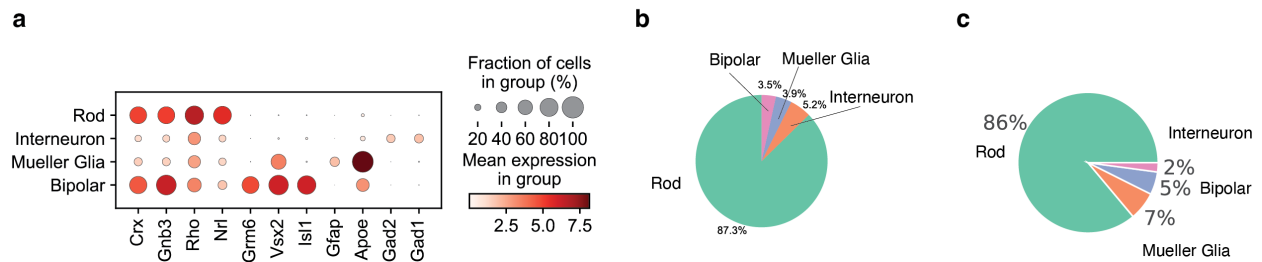 a
Rod
Interneuron
Mueller Glia
Bipolar
Crx
Gnb3
Rho
Nrl
Grm6
Vsx2
Isl1
Gfap
Apoe
Gad2
Gad1
Fraction of cells
in group (%)
20 40 60 80100
Mean expression
in group
2.5 5.0 7.5
b
Bipolar
Mueller Glia
Interneuron
3.5%
3.9%
5.2%
Rod
87.3%
c
86%
Rod
Interneuron
2%
5% Bipolar
7%
Mueller Glia